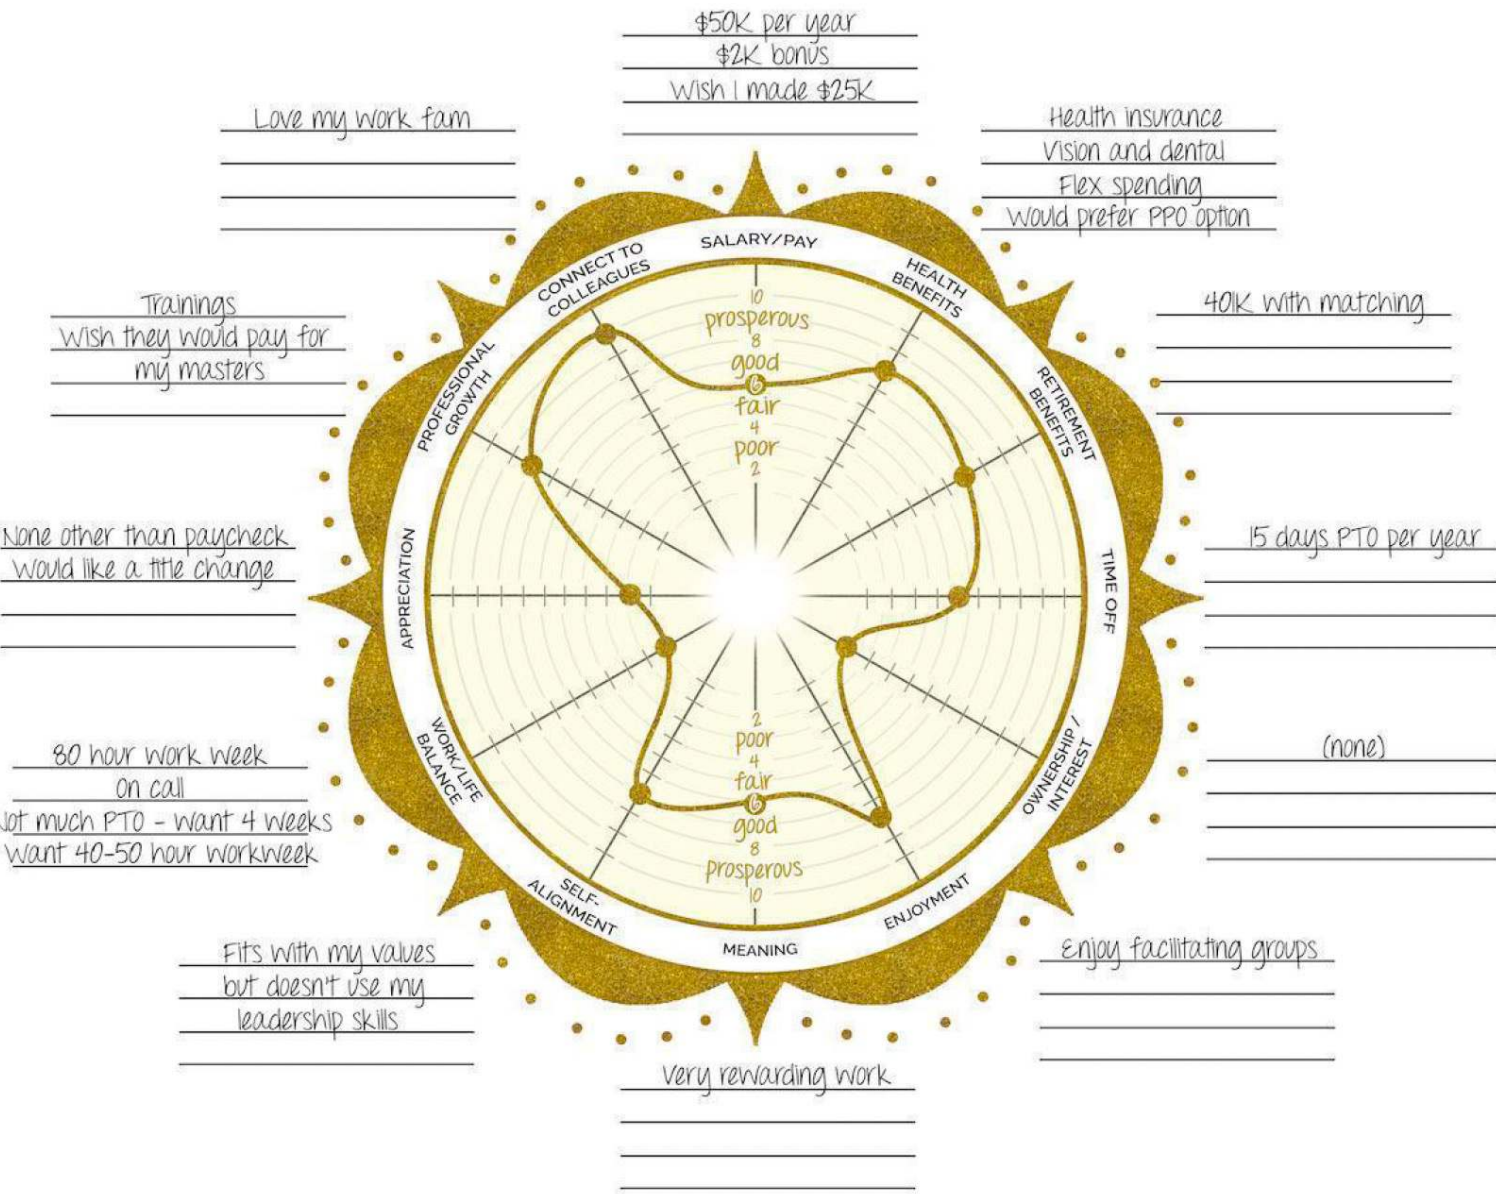 $50K per year
$2K bonus
Wish I made $25K
Love my work fam
Health insurance
Vision and dental
Flex spending
Would prefer PPO option
Trainings
Wish they would pay for
my masters
401K with matching
None other than paycheck
Would like a title change
15 days PTO per year
80 hour work week
On call
Not much PTO - Want 4 weeks
Want 40-50 hour workweek
(none)
Fits with my values
but doesn't use my
leadership skills
Enjoy facilitating groups
Very rewarding work
SALARY/PAY
HEALTH
BENEFITS
RETIREMENT
BENEFITS
TIME OFF
OWNERSHIP /
INTEREST
ENJOYMENT
MEANING
SELF-
ALIGNMENT
WORK/LIFE
BALANCE
APPRECIATION
PROFESSIONAL
GROWTH
CONNECT TO
COLLEAGUES
10
prosperous
8
good
6
fair
4
poor
2
2
poor
4
fair
6
good
8
prosperous
10